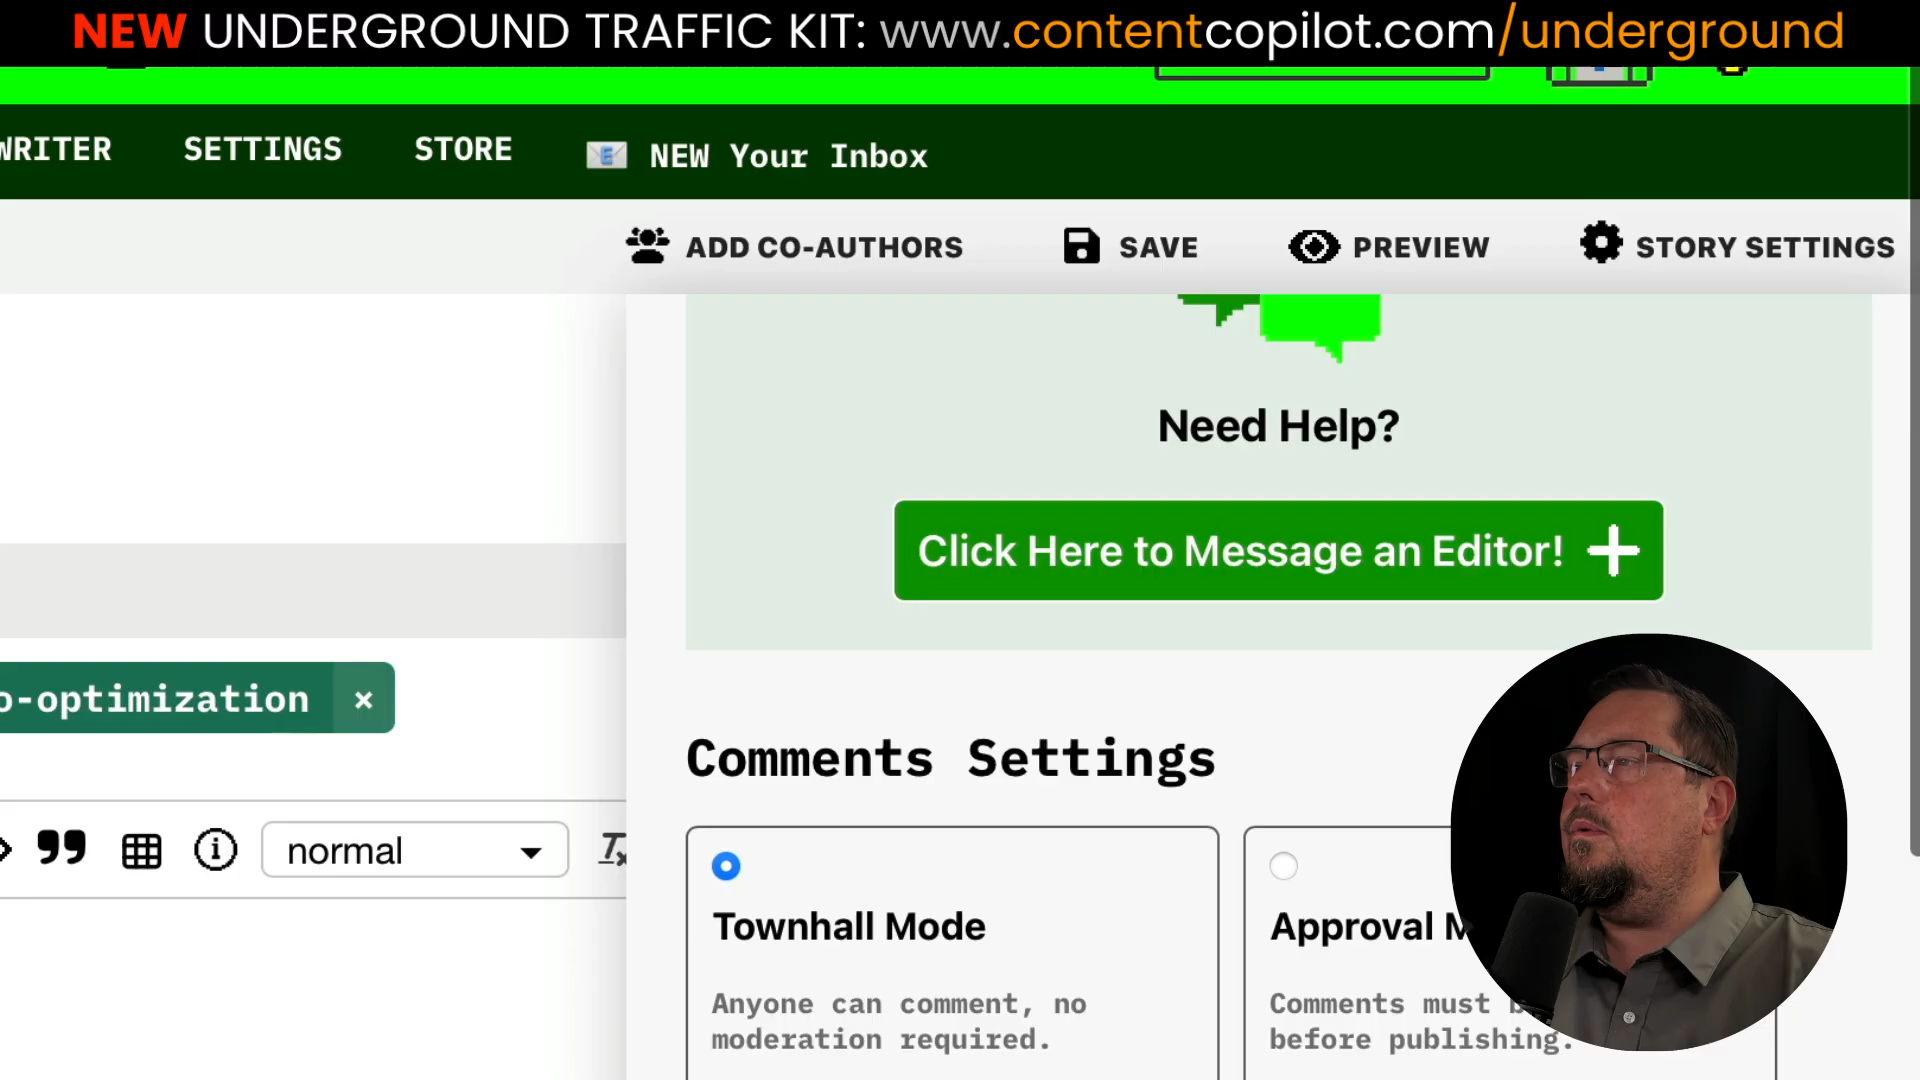 NEW UNDERGROUND TRAFFIC KIT: www.contentcopilot.com/underground
WRITER SETTINGS STORE NEW Your Inbox
ADD CO-AUTHORS SAVE PREVIEW STORY SETTINGS
Need Help?
Click Here to Message an Editor!
o-optimization ×
Comments Settings
normal
Townhall Mode
Approval M
Anyone can comment, no
moderation required.
Comments must b
before publishing.